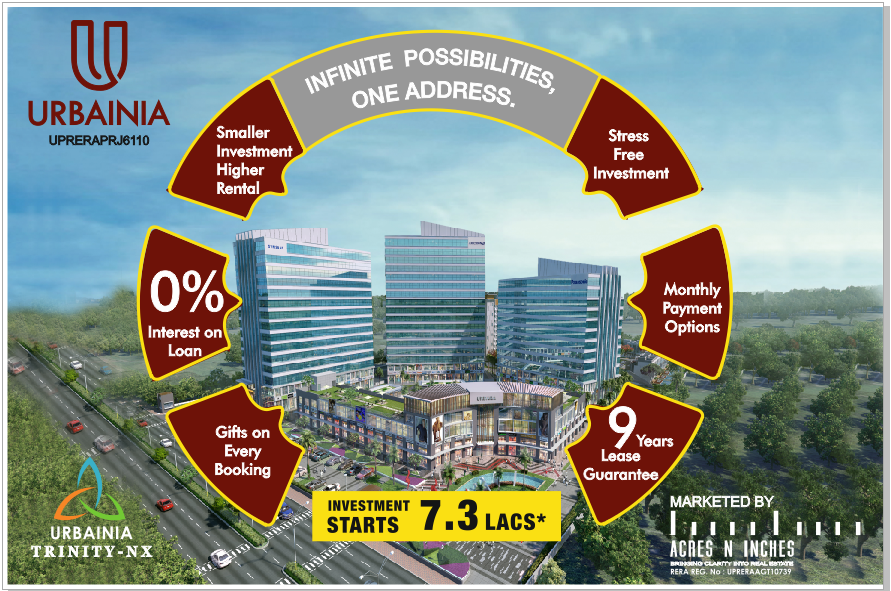 URBAINIA
UPRERAPRJ6110
INFINITE POSSIBILITIES,
ONE ADDRESS.
Smaller
Investment
Higher
Rental
Stress
Free
Investment
0%
Interest on
Loan
Monthly
Payment
Options
Gifts on
Every
Booking
9 Years
Lease
Guarantee
INVESTMENT
STARTS 7.3 LACS*
URBAINIA
TRINITY-NX
MARKETED BY
ACRES N INCHES
BRINGING CLARITY INTO REAL ESTATE
RERA REG. No : UPRERAAGT10739